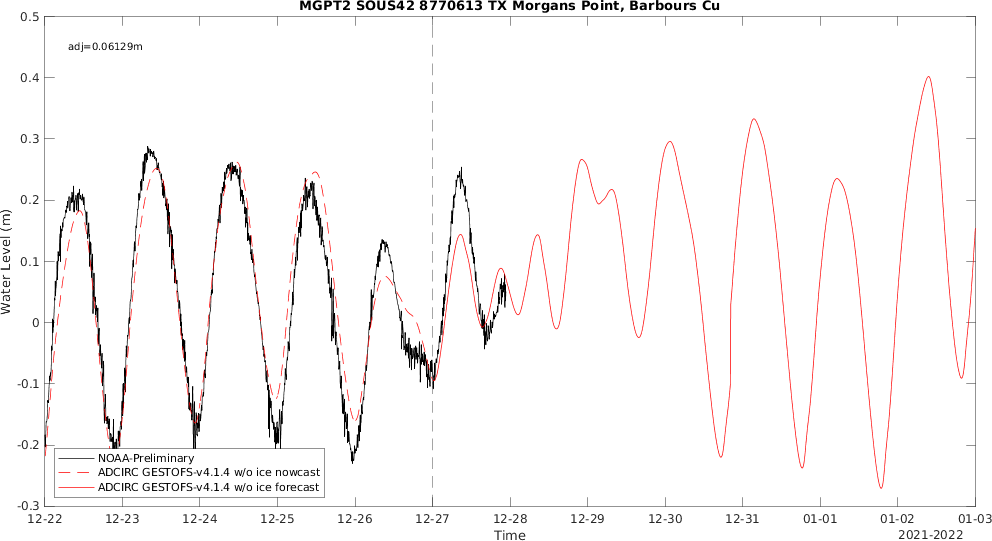 MGPT2 SOUS42 8770613 TX Morgans Point, Barbours Cu
adj=0.06129m
Water Level (m)
0.5
0.4
0.3
0.2
0.1
0
-0.1
-0.2
-0.3
NOAA-Preliminary
ADCIRC GESTOFS-v4.1.4 w/o ice nowcast
ADCIRC GESTOFS-v4.1.4 w/o ice forecast
12-22 12-23 12-24 12-25 12-26 12-27 12-28 12-29 12-30 12-31 01-01 01-02 01-03
Time
2021-2022